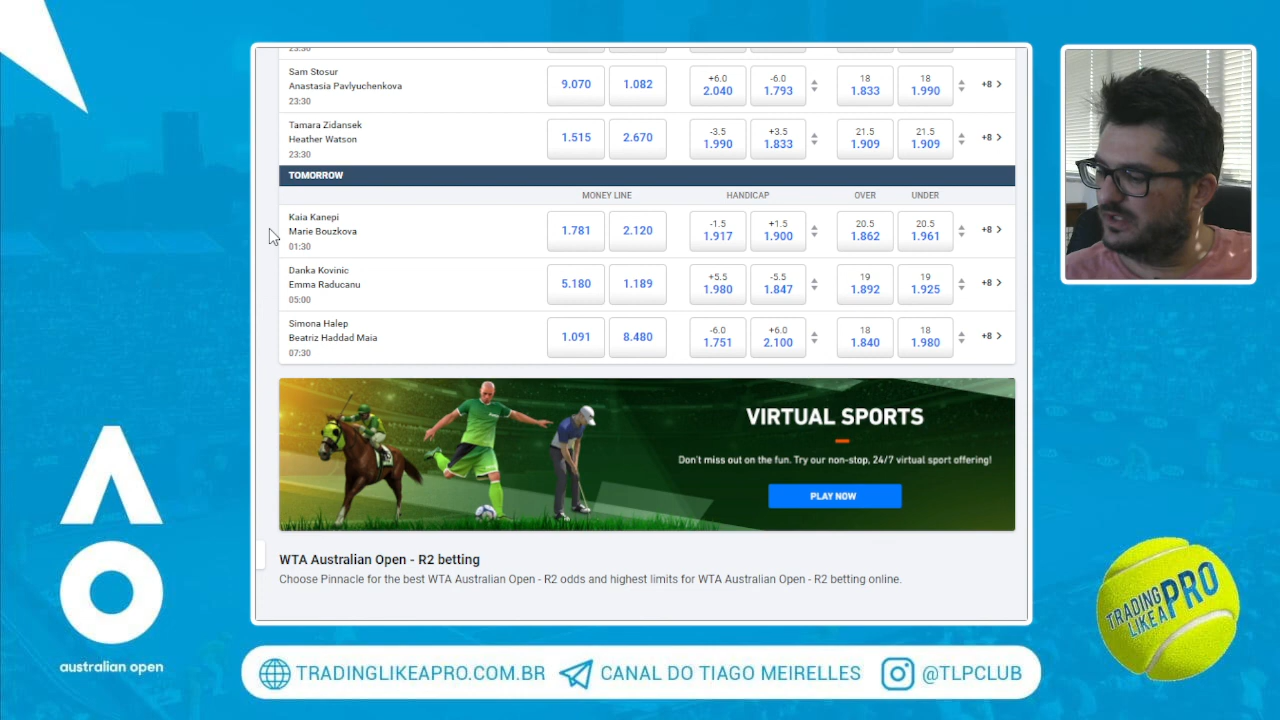 23:30
Sam Stosur
Anastasia Pavlyuchenkova
23:30
9.070
1.082
+6.0
2.040
-6.0
1.793
18
1.833
18
1.990
+8 >
Tamara Zidansek
Heather Watson
23:30
1.515
2.670
-3.5
1.990
+3.5
1.833
21.5
1.909
21.5
1.909
+8 >
TOMORROW
MONEY LINE HANDICAP OVER UNDER
Kaia Kanepi
Marie Bouzkova
01:30
1.781
2.120
-1.5
1.917
+1.5
1.900
20.5
1.862
20.5
1.961
+8 >
Danka Kovinic
Emma Raducanu
05:00
5.180
1.189
+5.5
1.980
-5.5
1.847
19
1.892
19
1.925
+8 >
Simona Halep
Beatriz Haddad Maia
07:30
1.091
8.480
-6.0
1.751
+6.0
2.100
18
1.840
18
1.980
+8 >
VIRTUAL SPORTS
Don't miss out on the fun. Try our non-stop, 24/7 virtual sport offering!
PLAY NOW
WTA Australian Open - R2 betting
Choose Pinnacle for the best WTA Australian Open - R2 odds and highest limits for WTA Australian Open - R2 betting online.
australian open
TRADING
LIKE A
PRO
TRADINGLIKEAPRO.COM.BR CANAL DO TIAGO MEIRELLES @TLPCLUB